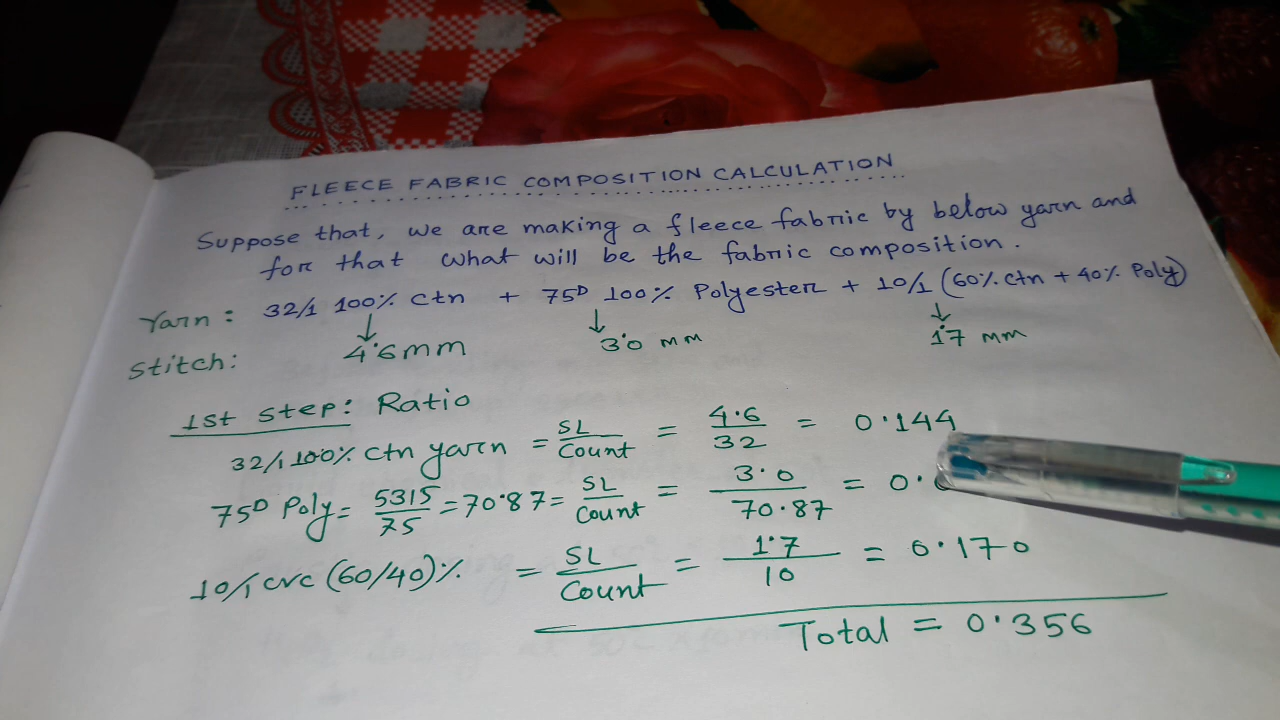 FLEECE FABRIC COMPOSITION CALCULATION
Suppose that, we are making a fleece fabric by below yarn and
for that what will be the fabric composition.
Yarn: 32/1 100% Ctn + 75D 100% Polyester + 10/1 (60% Ctn + 40% Poly)
Stitch: ↓ 4.6mm ↓ 3.0 mm ↓ 1.7 mm
1st step: Ratio
32/1 100% ctn yarn = SL/Count = 4.6/32 = 0.144
75D Poly = 5315/75 = 70.87 = SL/Count = 3.0/70.87 = 0.
10/1 cvc (60/40)% = SL/Count = 1.7/10 = 0.170
Total = 0.356